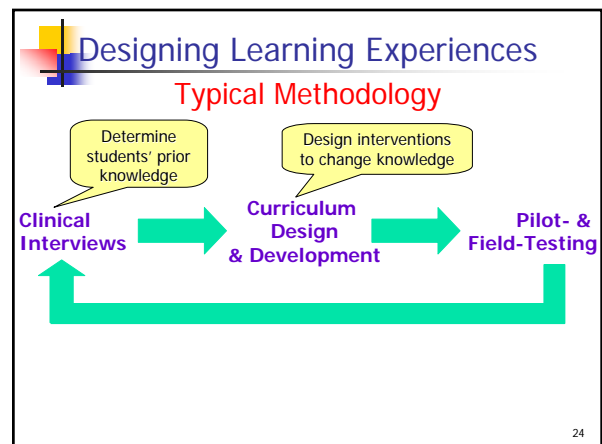 Designing Learning Experiences
Typical Methodology
Determine
students' prior
knowledge
Design interventions
to change knowledge
Clinical
Interviews
Curriculum
Design
& Development
Pilot- &
Field-Testing
24